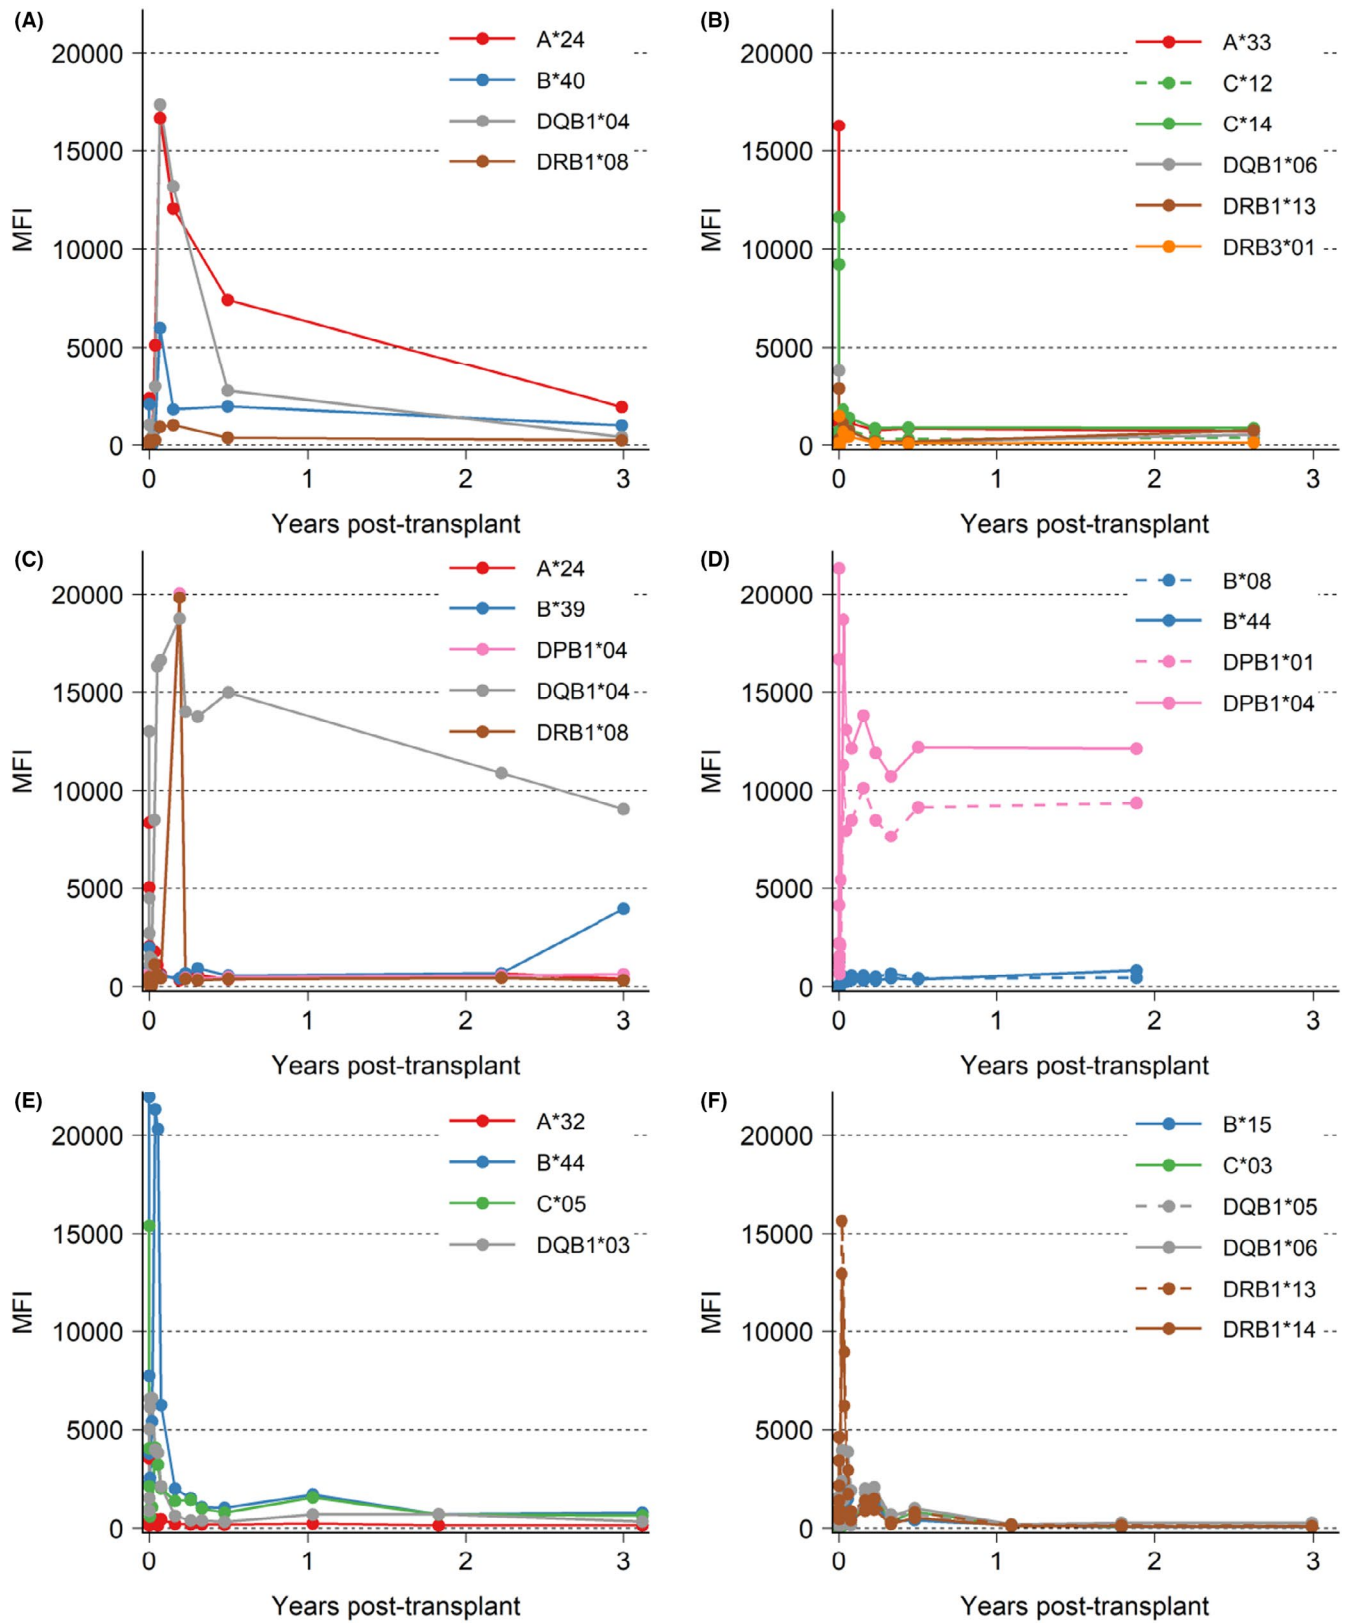 (A)
MFI
20000
15000
10000
5000
0
A*24
B*40
DQB1*04
DRB1*08
0 1 2 3
Years post-transplant
(B)
MFI
20000
15000
10000
5000
0
A*33
C*12
C*14
DQB1*06
DRB1*13
DRB3*01
0 1 2 3
Years post-transplant
(C)
MFI
20000
15000
10000
5000
0
A*24
B*39
DPB1*04
DQB1*04
DRB1*08
0 1 2 3
Years post-transplant
(D)
MFI
20000
15000
10000
5000
0
B*08
B*44
DPB1*01
DPB1*04
0 1 2 3
Years post-transplant
(E)
MFI
20000
15000
10000
5000
0
A*32
B*44
C*05
DQB1*03
0 1 2 3
Years post-transplant
(F)
MFI
20000
15000
10000
5000
0
B*15
C*03
DQB1*05
DQB1*06
DRB1*13
DRB1*14
0 1 2 3
Years post-transplant